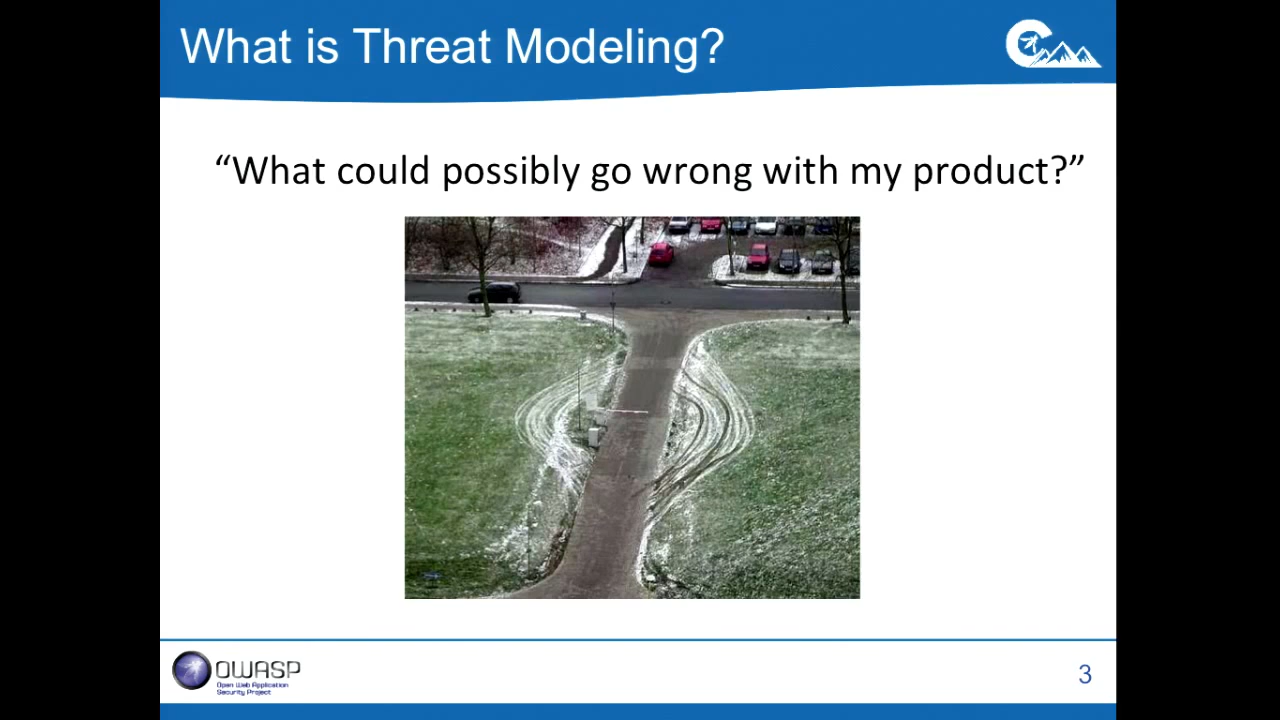 What is Threat Modeling?
“What could possibly go wrong with my product?”
OWASP
Open Web Application
Security Project
3